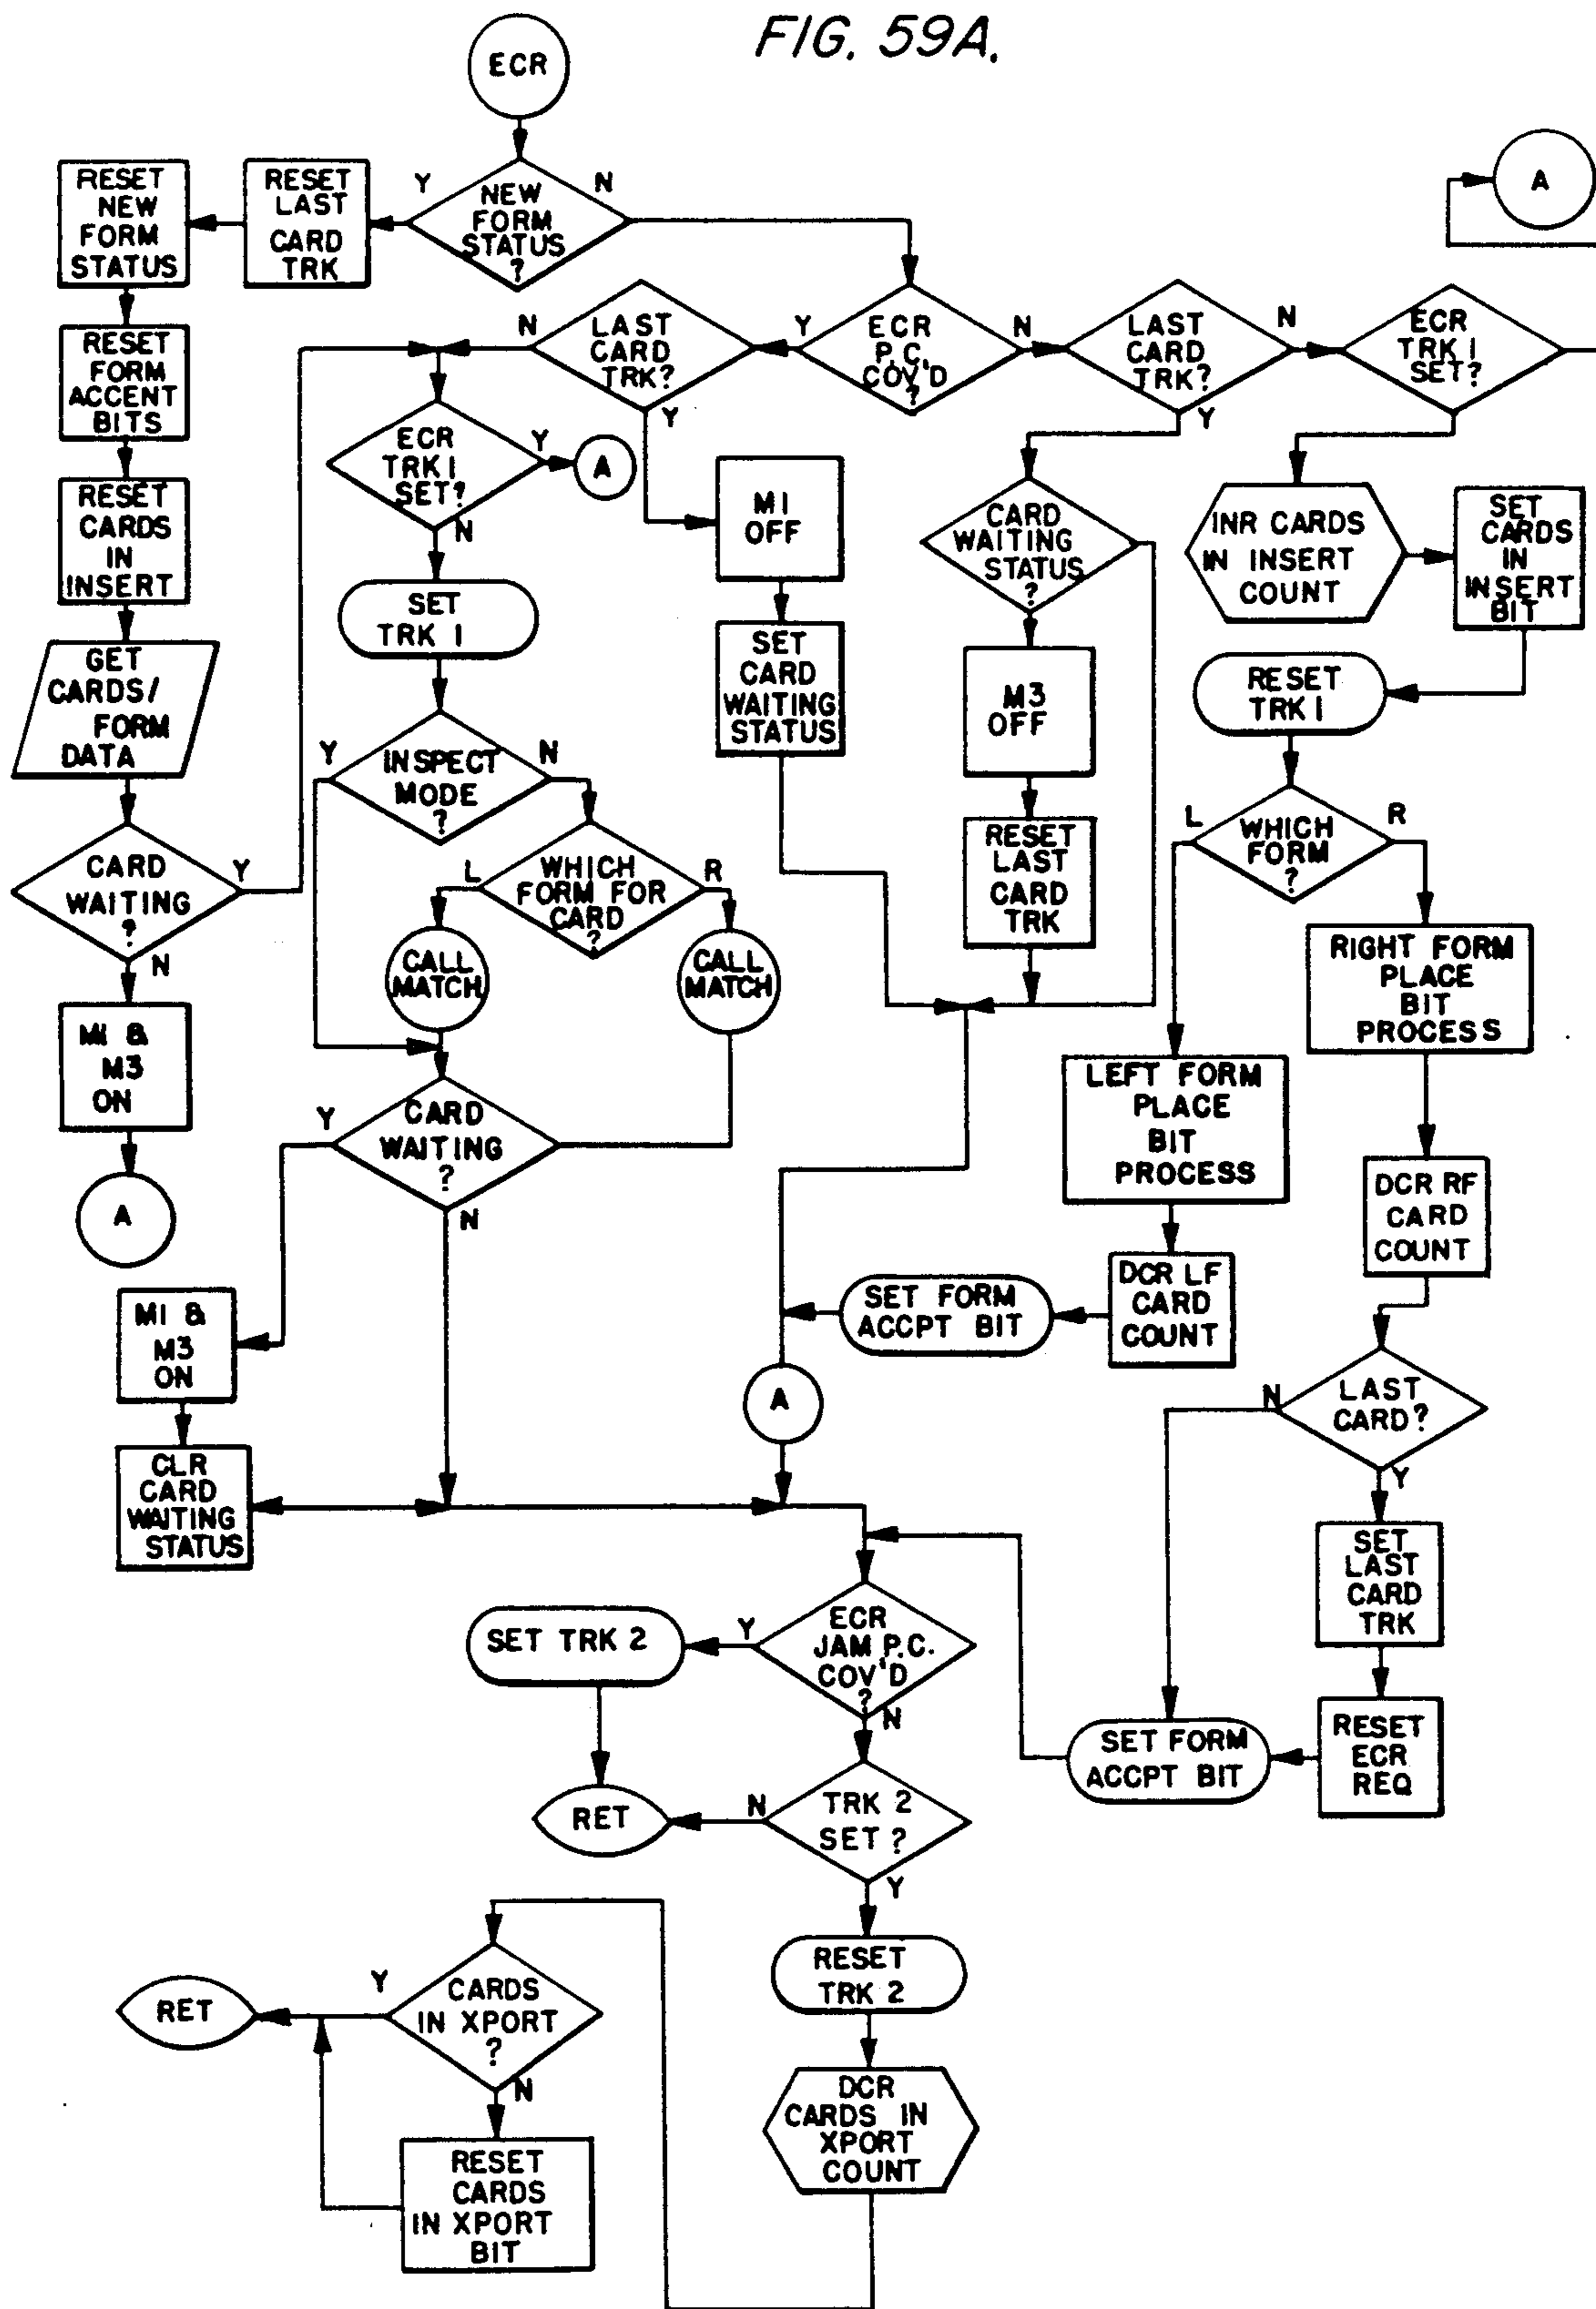 FIG. 59A.
ECR
RESET
NEW
FORM
STATUS
RESET
LAST
CARD
TRK
Y
NEW
FORM
STATUS
?
N
A
RESET
FORM
ACCENT
BITS
N
LAST
CARD
TRK?
Y
Y
ECR
P.C.
COV'D
?
N
LAST
CARD
TRK?
Y
N
ECR
TRK 1
SET?
RESET
CARDS
IN
INSERT
ECR
TRK 1
SET?
Y
N
A
M1
OFF
CARD
WAITING
STATUS
?
INR CARDS
IN INSERT
COUNT
SET
CARDS
IN
INSERT
BIT
GET
CARDS/
FORM
DATA
SET
TRK 1
SET
CARD
WAITING
STATUS
M3
OFF
RESET
TRK 1
Y
INSPECT
MODE
?
N
L
WHICH
FORM
?
R
CARD
WAITING
?
Y
N
L
WHICH
FORM FOR
CARD
?
R
RESET
LAST
CARD
TRK
CALL
MATCH
CALL
MATCH
RIGHT FORM
PLACE
BIT
PROCESS
M1 &
M3
ON
LEFT FORM
PLACE
BIT
PROCESS
Y
CARD
WAITING
?
N
A
DCR RF
CARD
COUNT
M1 &
M3
ON
SET FORM
ACCPT BIT
DCR LF
CARD
COUNT
A
N
LAST
CARD?
Y
CLR
CARD
WAITING
STATUS
SET
LAST
CARD
TRK
SET TRK 2
Y
ECR
JAM P.C.
COV'D
?
N
SET FORM
ACCPT BIT
RESET
ECR
REQ
RET
N
TRK 2
SET ?
Y
RESET
TRK 2
RET
Y
CARDS
IN XPORT
?
N
DCR
CARDS IN
XPORT
COUNT
RESET
CARDS
IN XPORT
BIT